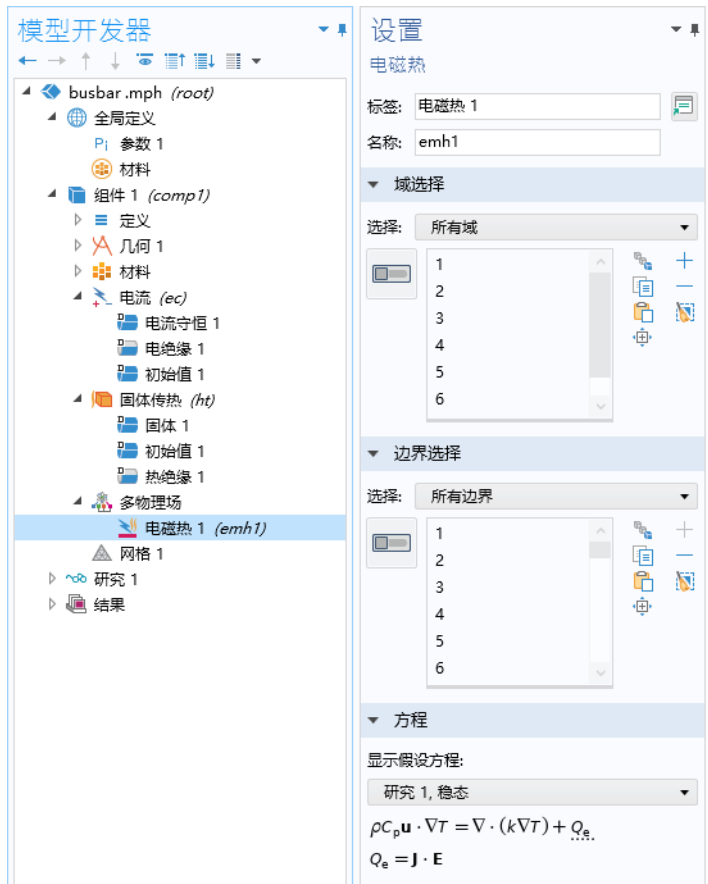 模型开发器
busbar.mph (root)
全局定义
Pi 参数 1
材料
组件 1 (comp1)
定义
几何 1
材料
电流 (ec)
电流守恒 1
电绝缘 1
初始值 1
固体传热 (ht)
固体 1
初始值 1
热绝缘 1
多物理场
电磁热 1 (emh1)
网格 1
研究 1
结果
设置
电磁热
标签: 电磁热 1
名称: emh1
域选择
选择: 所有域
1
2
3
4
5
6
边界选择
选择: 所有边界
1
2
3
4
5
6
方程
显示假设方程:
研究 1, 稳态
ρCₚu · ∇T = ∇ · (k∇T) + Qₑ
Qₑ = J · E